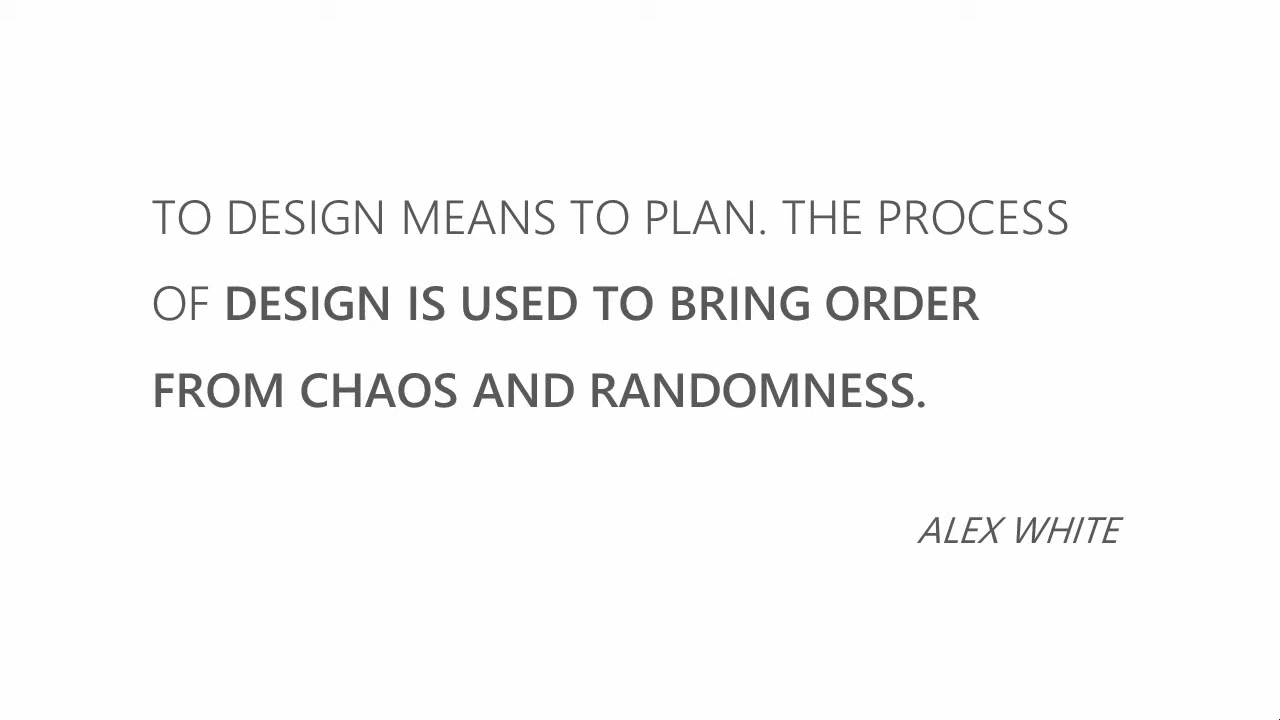 TO DESIGN MEANS TO PLAN. THE PROCESS
OF DESIGN IS USED TO BRING ORDER
FROM CHAOS AND RANDOMNESS.
ALEX WHITE